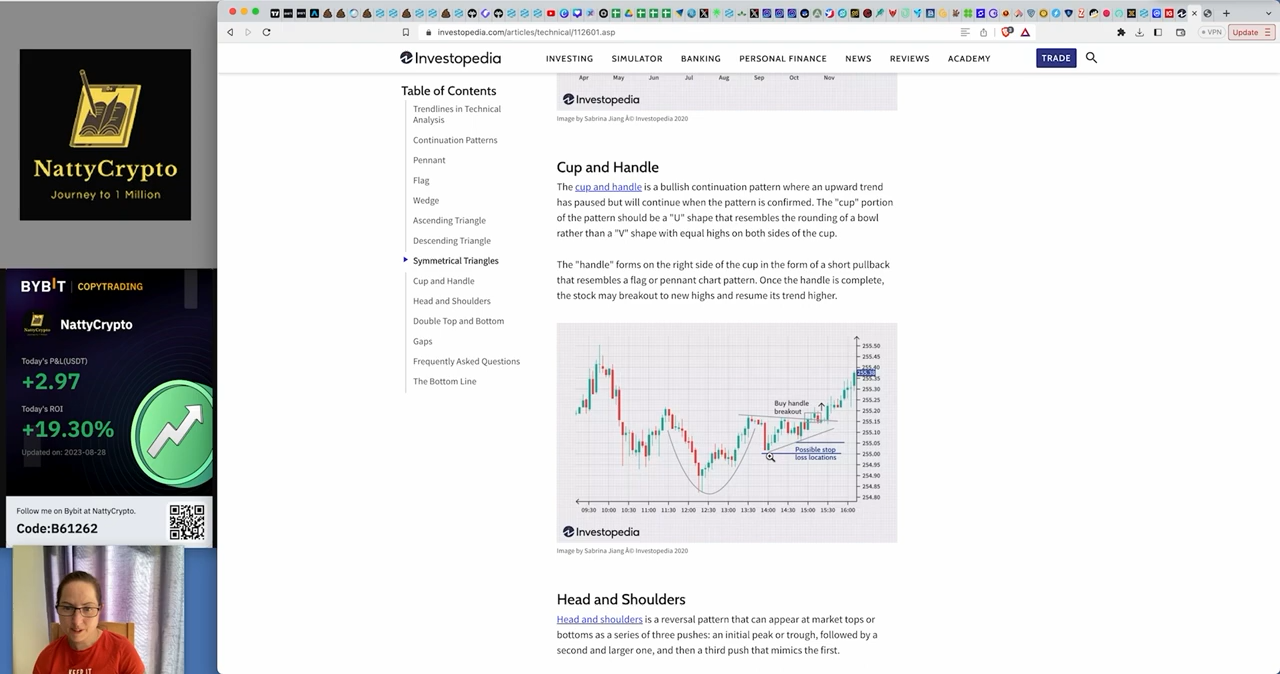 NattyCrypto
Journey to 1 Million
BYBIT | COPYTRADING
NattyCrypto
Today's P&L(USDT)
+2.97
Today's ROI
+19.30%
Updated on: 2023-08-28
Follow me on Bybit at NattyCrypto.
Code:B61262
investopedia.com/articles/technical/112601.asp
VPN
Update
Investopedia
INVESTING
SIMULATOR
BANKING
PERSONAL FINANCE
NEWS
REVIEWS
ACADEMY
TRADE
Table of Contents
Trendlines in Technical
Analysis
Continuation Patterns
Pennant
Flag
Wedge
Ascending Triangle
Descending Triangle
Symmetrical Triangles
Cup and Handle
Head and Shoulders
Double Top and Bottom
Gaps
Frequently Asked Questions
The Bottom Line
Apr May Jun Jul Aug Sep Oct Nov
Investopedia
Image by Sabrina Jiang Â© Investopedia 2020
Cup and Handle
The cup and handle is a bullish continuation pattern where an upward trend
has paused but will continue when the pattern is confirmed. The "cup" portion
of the pattern should be a "U" shape that resembles the rounding of a bowl
rather than a "V" shape with equal highs on both sides of the cup.
The "handle" forms on the right side of the cup in the form of a short pullback
that resembles a flag or pennant chart pattern. Once the handle is complete,
the stock may breakout to new highs and resume its trend higher.
255.50
255.45
255.40
255.35
255.30
255.25
255.20
255.15
255.10
255.05
255.00
254.95
254.90
254.85
254.80
Buy handle
breakout
Possible stop
loss locations
09:30 10:00 10:30 11:00 11:30 12:00 12:30 13:00 13:30 14:00 14:30 15:00 15:30 16:00
Investopedia
Image by Sabrina Jiang Â© Investopedia 2020
Head and Shoulders
Head and shoulders is a reversal pattern that can appear at market tops or
bottoms as a series of three pushes: an initial peak or trough, followed by a
second and larger one, and then a third push that mimics the first.
KEEP IT